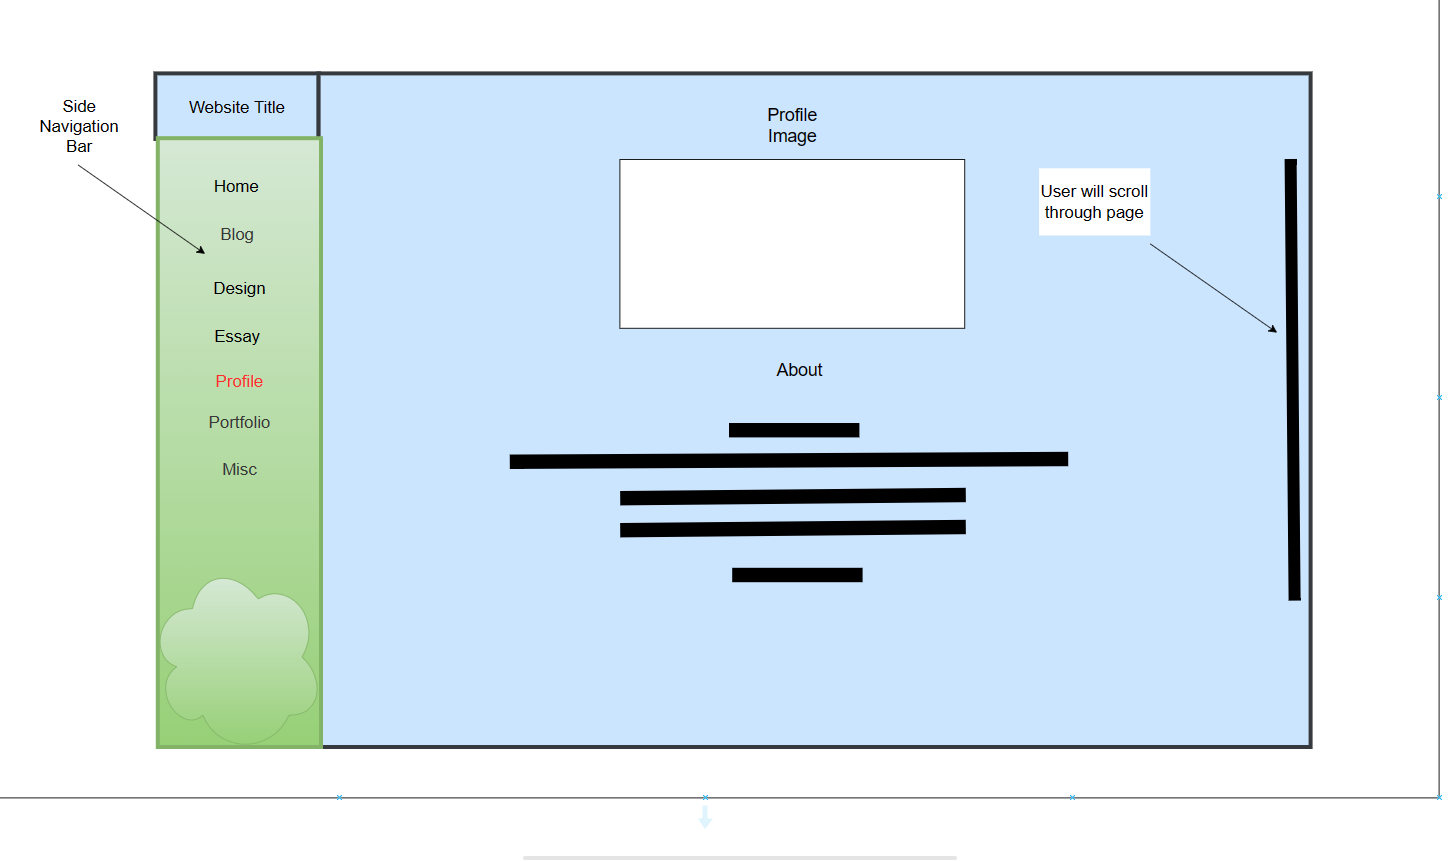 Side
Navigation
Bar
Website Title
Home
Blog
Design
Essay
Profile
Portfolio
Misc
Profile
Image
About
User will scroll
through page